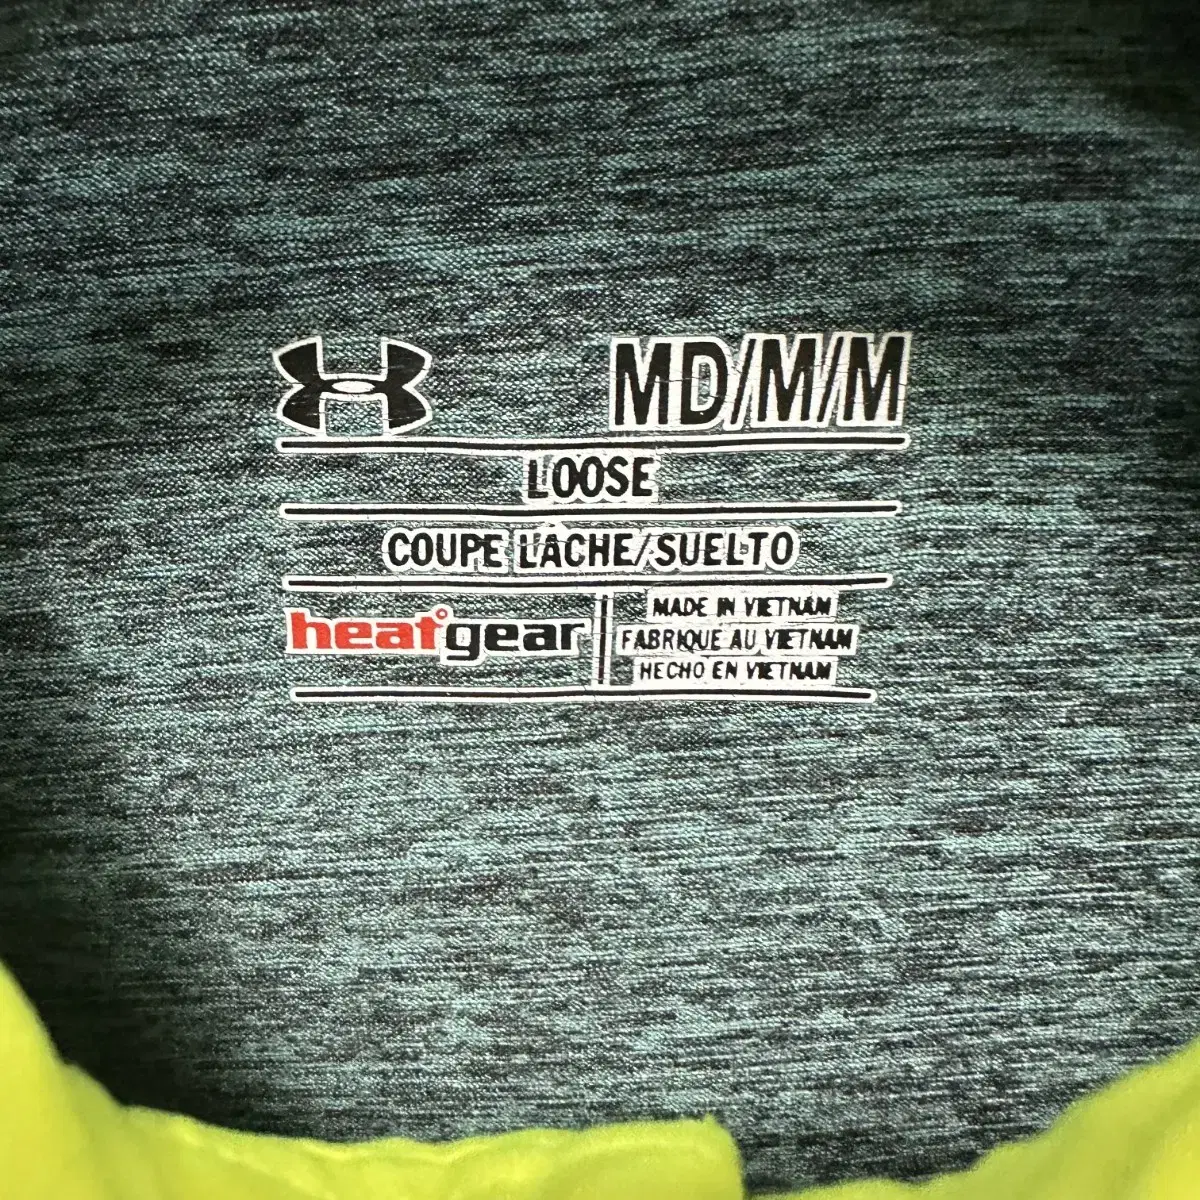 MD/M/M
LOOSE
COUPE LÂCHE/SUELTO
heatgear
MADE IN VIETNAM
FABRIQUE AU VIETNAM
HECHO EN VIETNAM